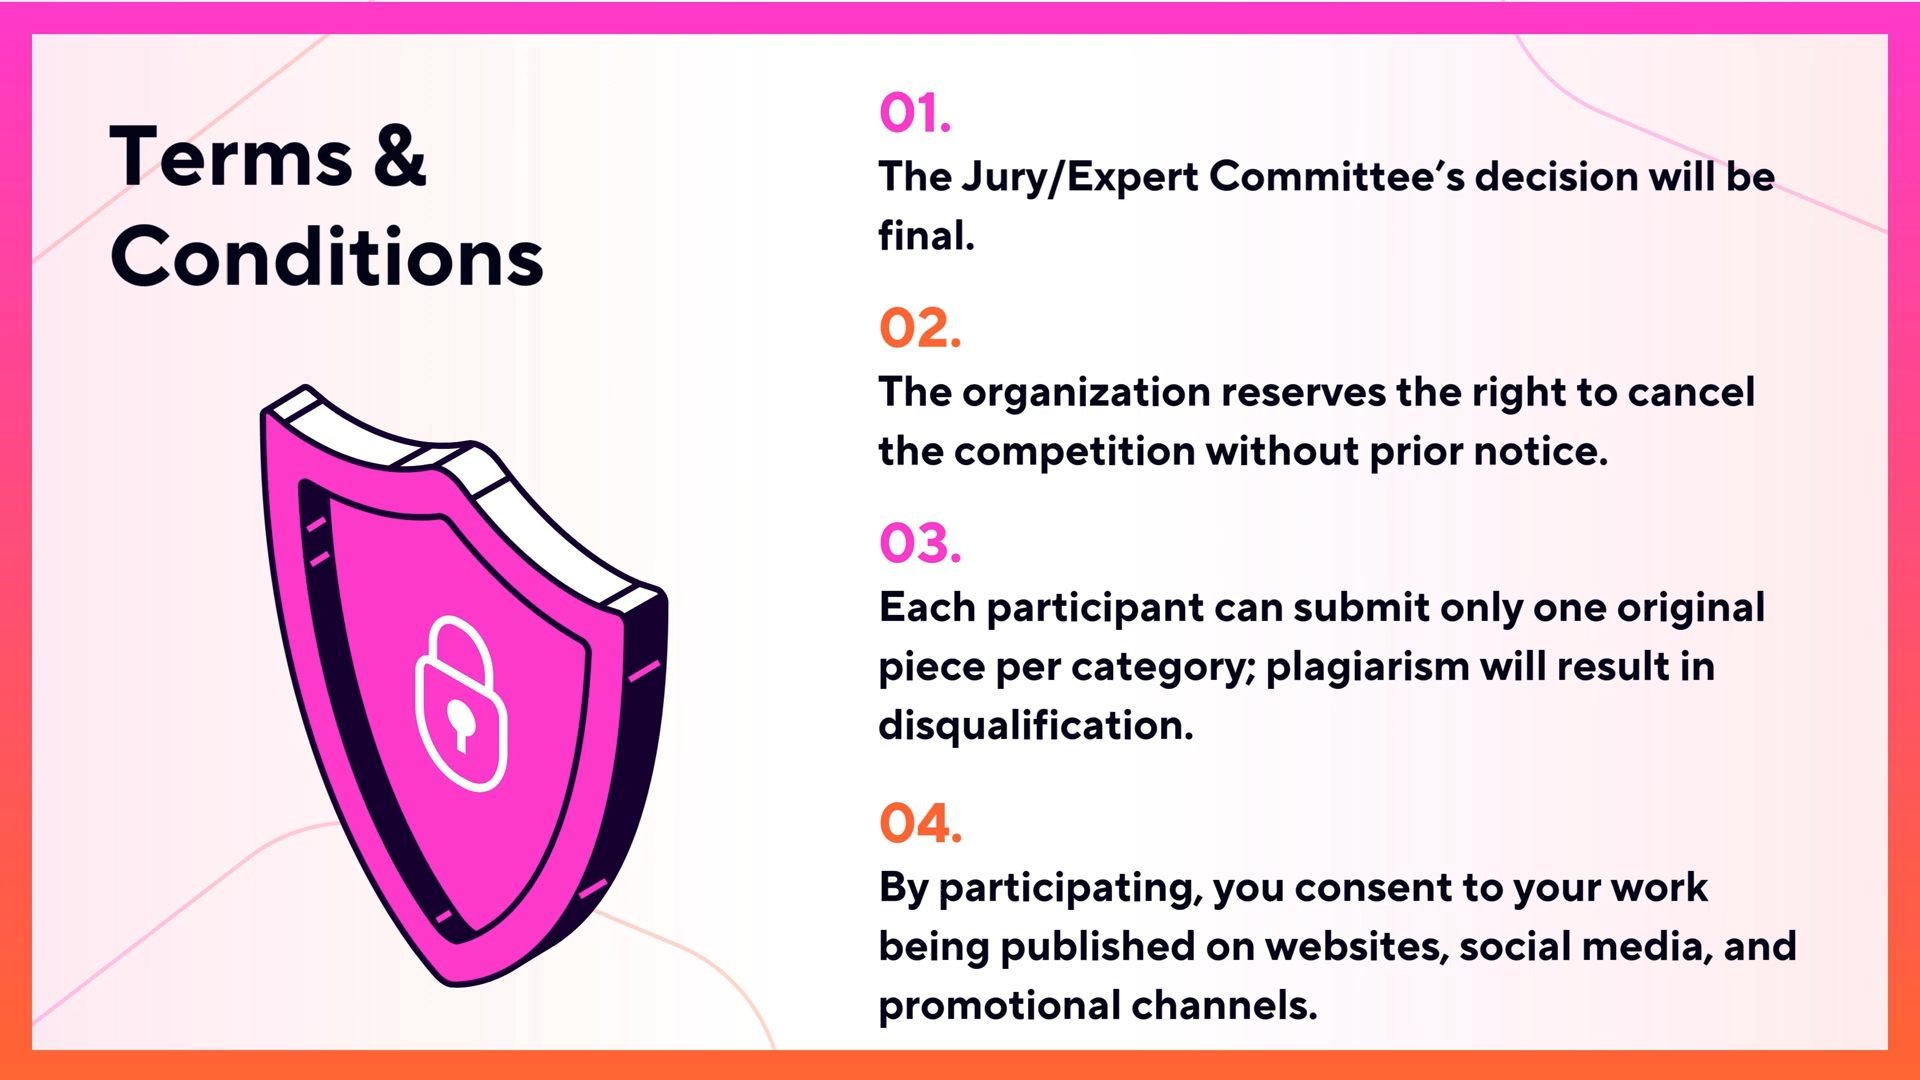 Terms &
Conditions
01.
The Jury/Expert Committee’s decision will be
final.
02.
The organization reserves the right to cancel
the competition without prior notice.
03.
Each participant can submit only one original
piece per category; plagiarism will result in
disqualification.
04.
By participating, you consent to your work
being published on websites, social media, and
promotional channels.